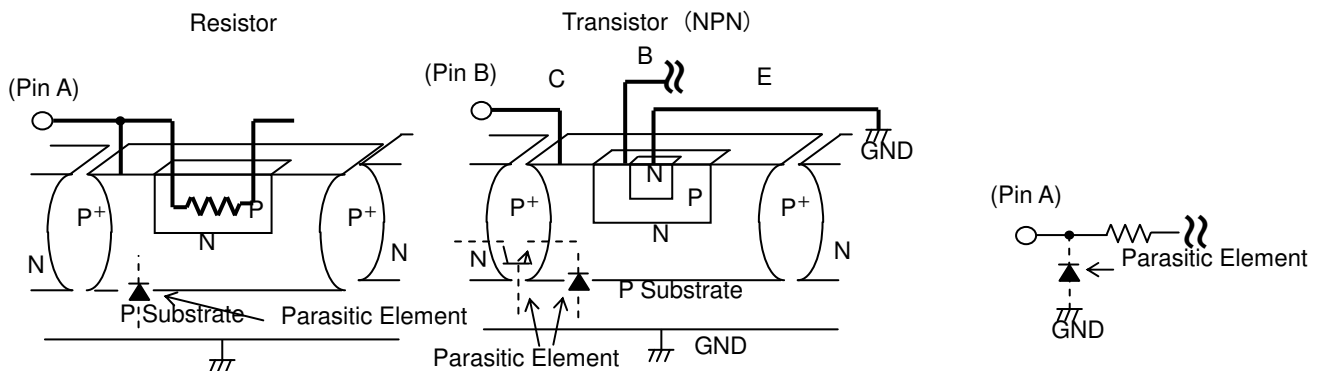 Resistor
Transistor（NPN）
(Pin A)
(Pin B)
C
B
E
GND
P+
N
P
P+
N
N
P Substrate
Parasitic Element
P+
N
P
N
P+
N
N
P Substrate
Parasitic Element
GND
(Pin A)
Parasitic Element
GND